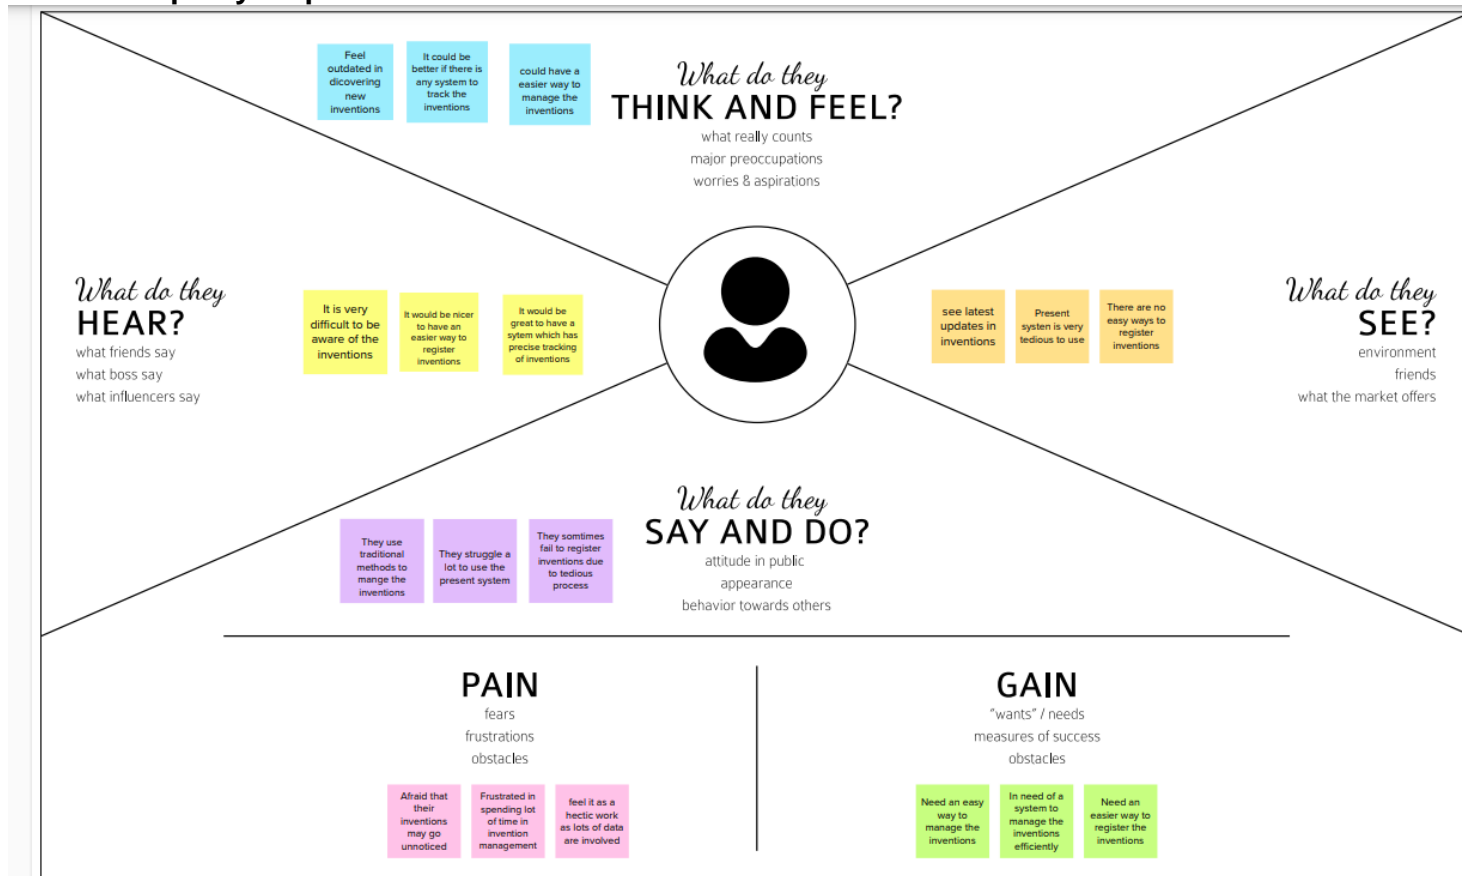 What do they
THINK AND FEEL?
what really counts
major preoccupations
worries & aspirations
Feel
outdated in
dicovering
new
inventions
It could be
better if there is
any system to
track the
inventions
could have a
easier way to
manage the
inventions
What do they
HEAR?
what friends say
what boss say
what influencers say
It is very
difficult to be
aware of the
inventions
It would be nicer
to have an
easier way to
register
inventions
It would be
great to have a
sytem which has
precise tracking
of inventions
see latest
updates in
inventions
Present
systen is very
tedious to use
There are no
easy ways to
register
inventions
What do they
SEE?
environment
friends
what the market offers
What do they
SAY AND DO?
attitude in public
appearance
behavior towards others
They use
traditional
methods to
mange the
inventions
They struggle a
lot to use the
present system
They somtimes
fail to register
inventions due
to tedious
process
PAIN
fears
frustrations
obstacles
Afraid that
their
inventions
may go
unnoticed
Frustrated in
spending lot
of time in
invention
management
feel it as a
hectic work
as lots of data
are involved
GAIN
“wants” / needs
measures of success
obstacles
Need an easy
way to
manage the
inventions
In need of a
system to
manage the
inventions
efficiently
Need an
easier way to
register the
inventions